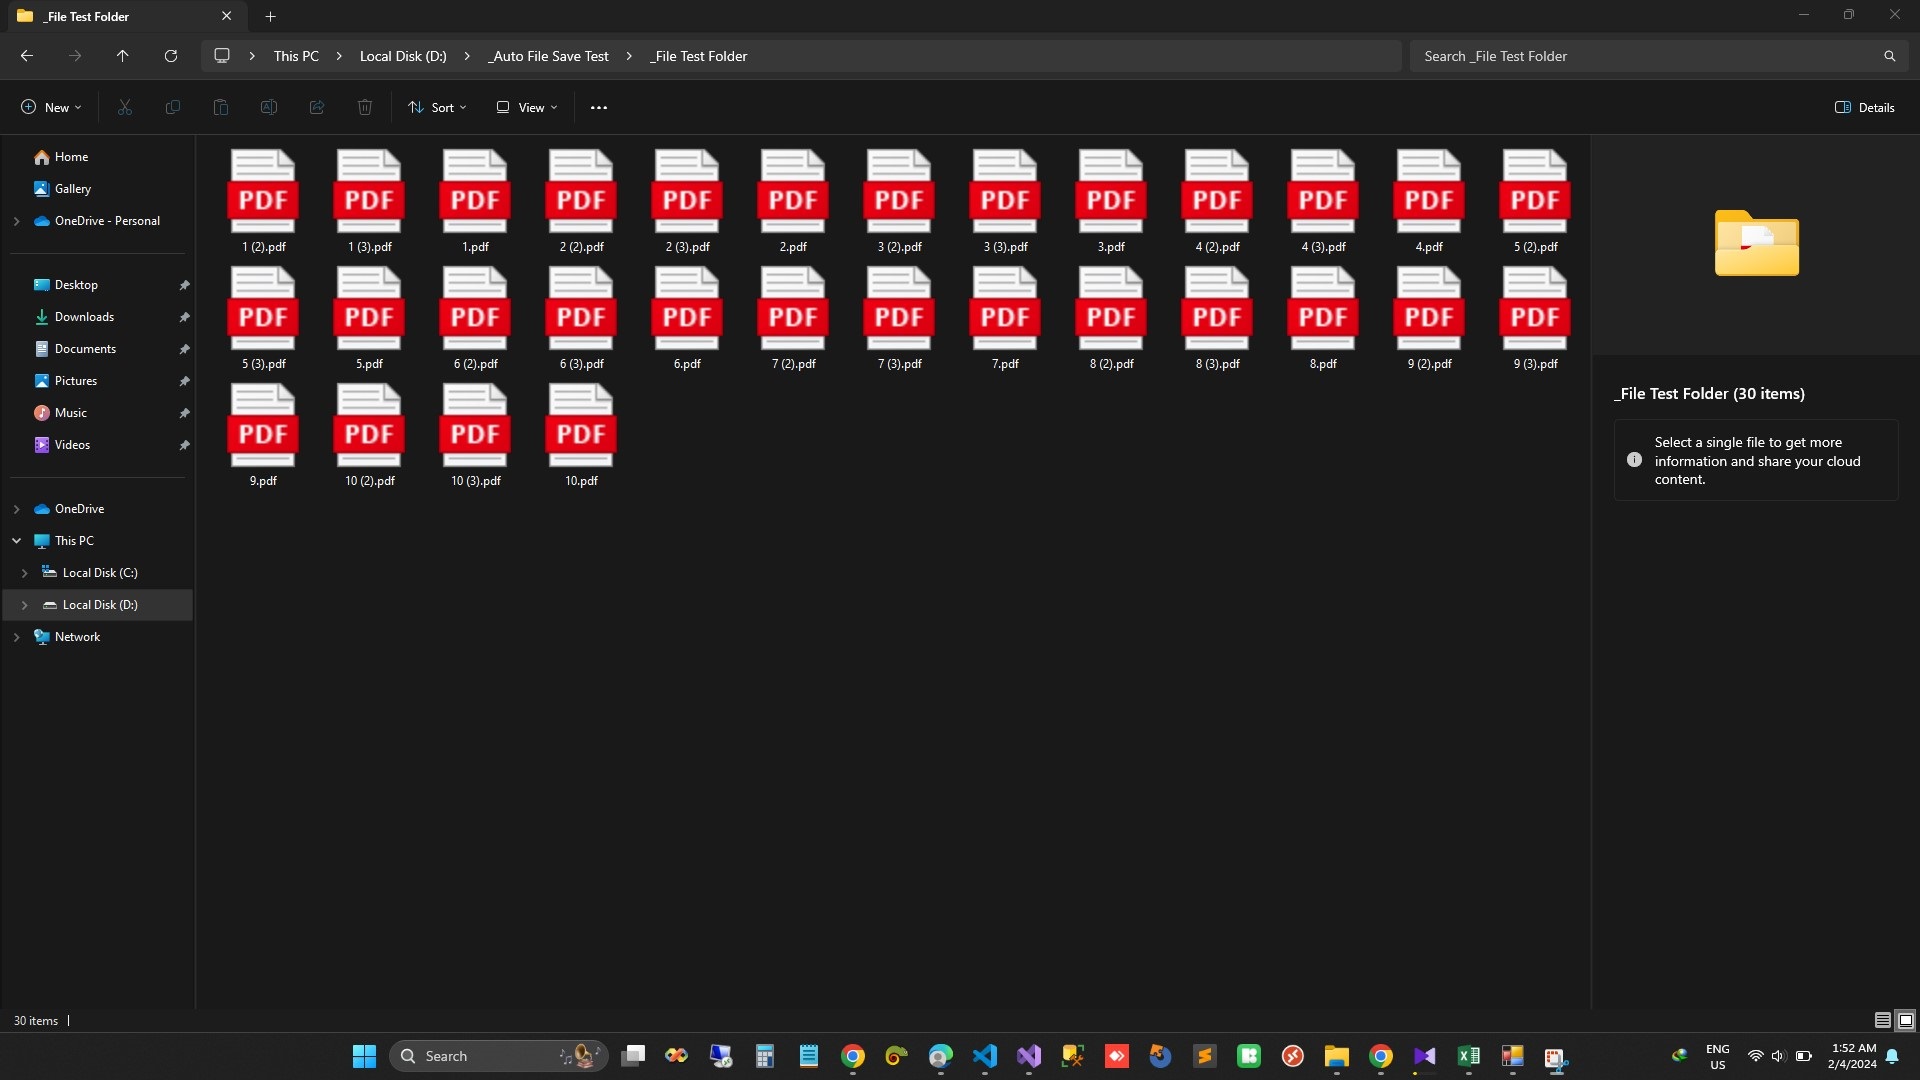 _File Test Folder
This PC
Local Disk (D:)
_Auto File Save Test
_File Test Folder
Search _File Test Folder
New
Sort
View
Details
Home
Gallery
OneDrive - Personal
Desktop
Downloads
Documents
Pictures
Music
Videos
OneDrive
This PC
Local Disk (C:)
Local Disk (D:)
Network
PDF PDF PDF PDF PDF PDF PDF PDF PDF PDF PDF PDF PDF
1 (2).pdf 1 (3).pdf 1.pdf 2 (2).pdf 2 (3).pdf 2.pdf 3 (2).pdf 3 (3).pdf 3.pdf 4 (2).pdf 4 (3).pdf 4.pdf 5 (2).pdf
PDF PDF PDF PDF PDF PDF PDF PDF PDF PDF PDF PDF PDF
5 (3).pdf 5.pdf 6 (2).pdf 6 (3).pdf 6.pdf 7 (2).pdf 7 (3).pdf 7.pdf 8 (2).pdf 8 (3).pdf 8.pdf 9 (2).pdf 9 (3).pdf
PDF PDF PDF PDF
9.pdf 10 (2).pdf 10 (3).pdf 10.pdf
_File Test Folder (30 items)
Select a single file to get more
information and share your cloud
content.
30 items
Search
ENG
US
1:52 AM
2/4/2024